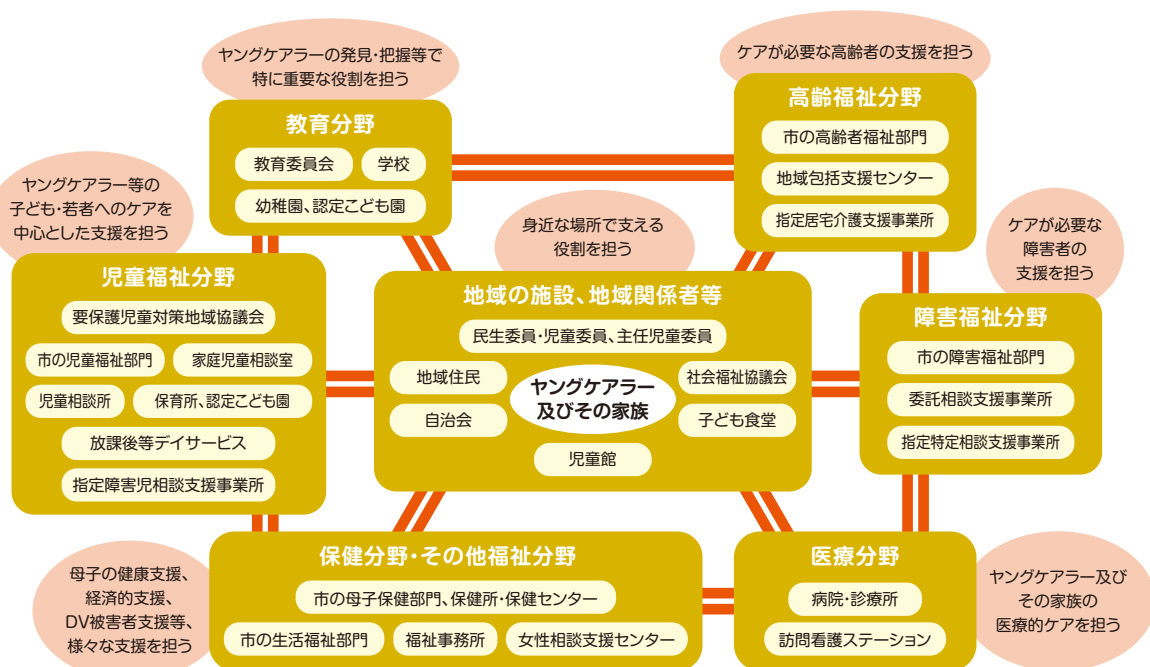 ヤングケアラーの発見・把握等で
特に重要な役割を担う
教育分野
教育委員会
学校
幼稚園、認定こども園
ケアが必要な高齢者の支援を担う
高齢福祉分野
市の高齢者福祉部門
地域包括支援センター
指定居宅介護支援事業所
ヤングケアラー等の
子ども・若者へのケアを
中心とした支援を担う
児童福祉分野
要保護児童対策地域協議会
市の児童福祉部門
家庭児童相談室
児童相談所
保育所、認定こども園
放課後等デイサービス
指定障害児相談支援事業所
身近な場所で支える
役割を担う
地域の施設、地域関係者等
民生委員・児童委員、主任児童委員
地域住民
社会福祉協議会
ヤングケアラー
及びその家族
自治会
子ども食堂
児童館
ケアが必要な
障害者の
支援を担う
障害福祉分野
市の障害福祉部門
委託相談支援事業所
指定特定相談支援事業所
母子の健康支援、
経済的支援、
DV被害者支援等、
様々な支援を担う
保健分野・その他福祉分野
市の母子保健部門、保健所・保健センター
市の生活福祉部門
福祉事務所
女性相談支援センター
医療分野
病院・診療所
訪問看護ステーション
ヤングケアラー及び
その家族の
医療的ケアを担う